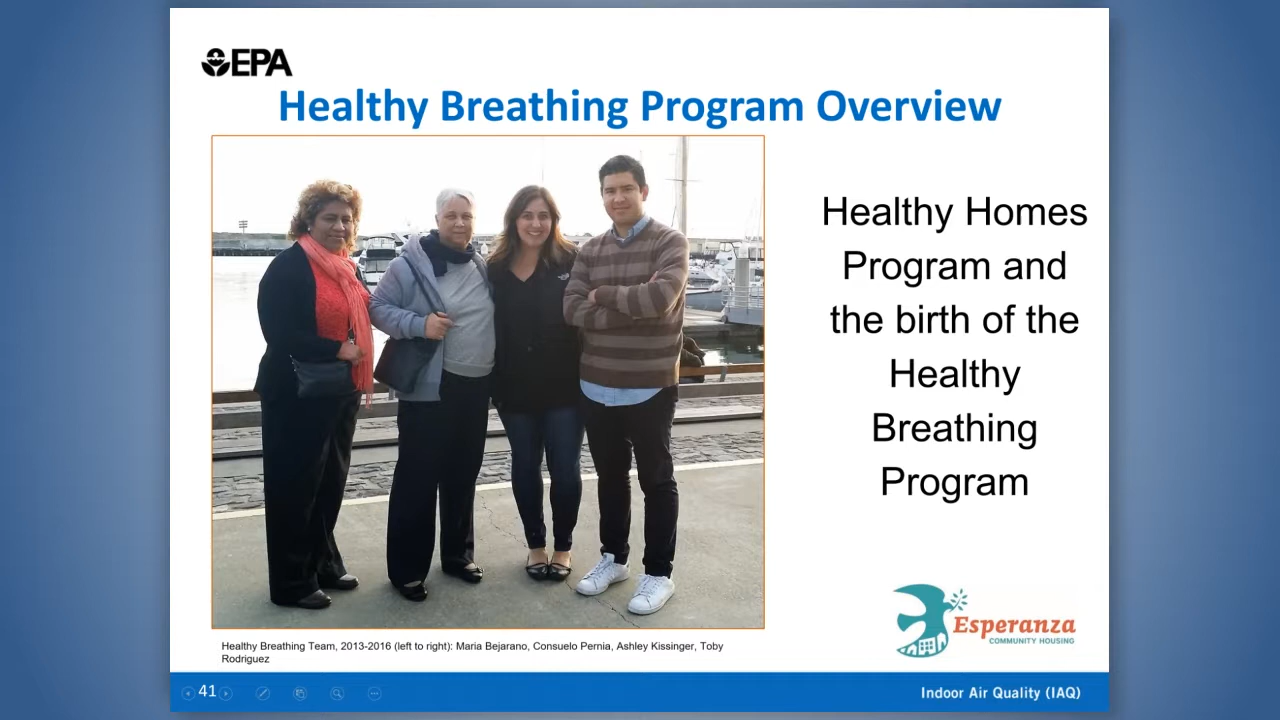 EPA
Healthy Breathing Program Overview
Healthy Homes
Program and
the birth of the
Healthy
Breathing
Program
Esperanza
COMMUNITY HOUSING
Healthy Breathing Team, 2013-2016 (left to right): Maria Bejarano, Consuelo Pernia, Ashley Kissinger, Toby
Rodriguez
41
Indoor Air Quality (IAQ)